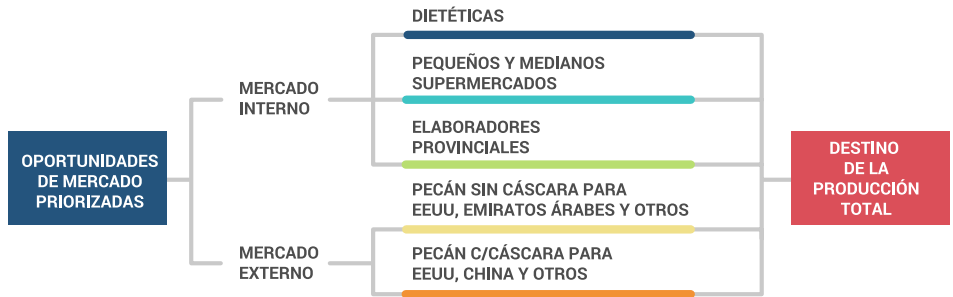 OPORTUNIDADES
DE MERCADO
PRIORIZADAS
MERCADO
INTERNO
DIETÉTICAS
PEQUEÑOS Y MEDIANOS
SUPERMERCADOS
ELABORADORES
PROVINCIALES
MERCADO
EXTERNO
PECÁN SIN CÁSCARA PARA
EEUU, EMIRATOS ÁRABES Y OTROS
PECÁN C/CÁSCARA PARA
EEUU, CHINA Y OTROS
DESTINO
DE LA
PRODUCCIÓN
TOTAL